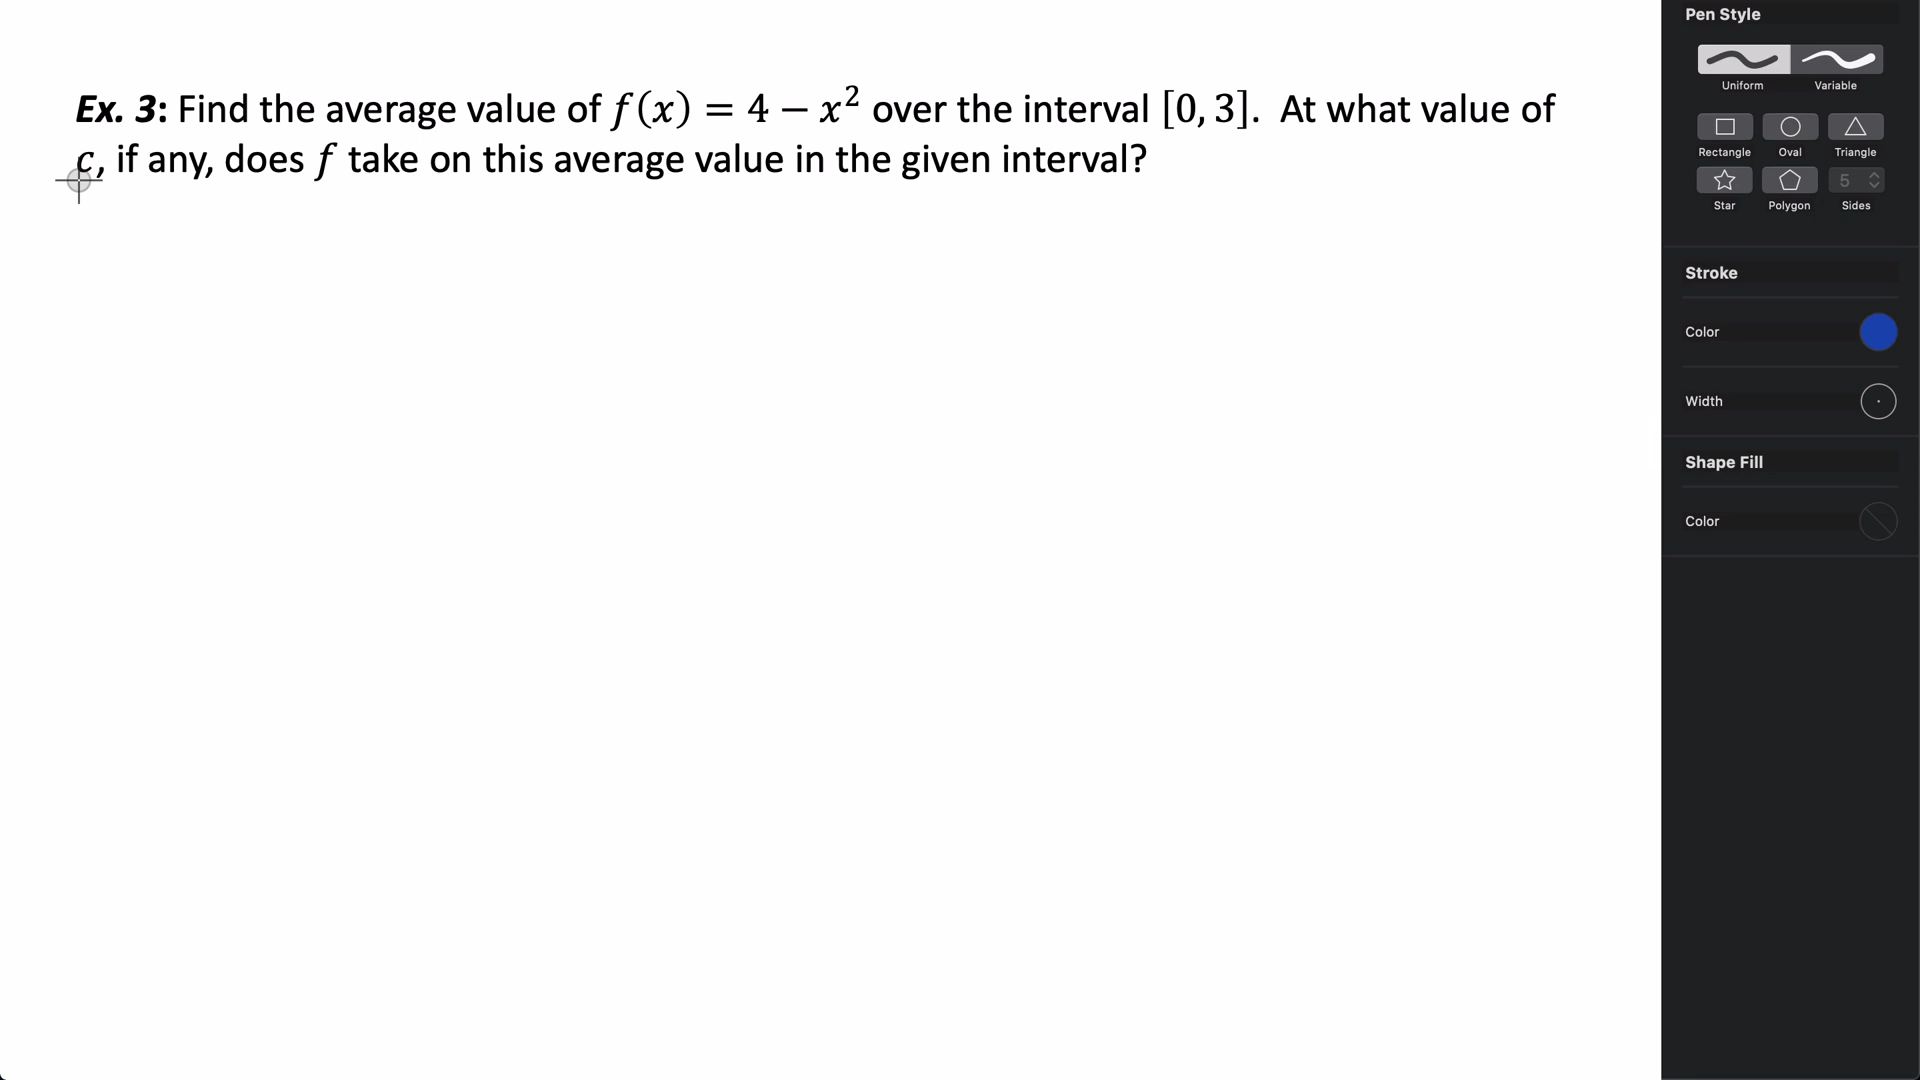 Ex. 3: Find the average value of f(x) = 4 − x² over the interval [0, 3]. At what value of
c, if any, does f take on this average value in the given interval?
Pen Style
Uniform Variable
Rectangle Oval Triangle
5
Star Polygon Sides
Stroke
Color
Width
Shape Fill
Color